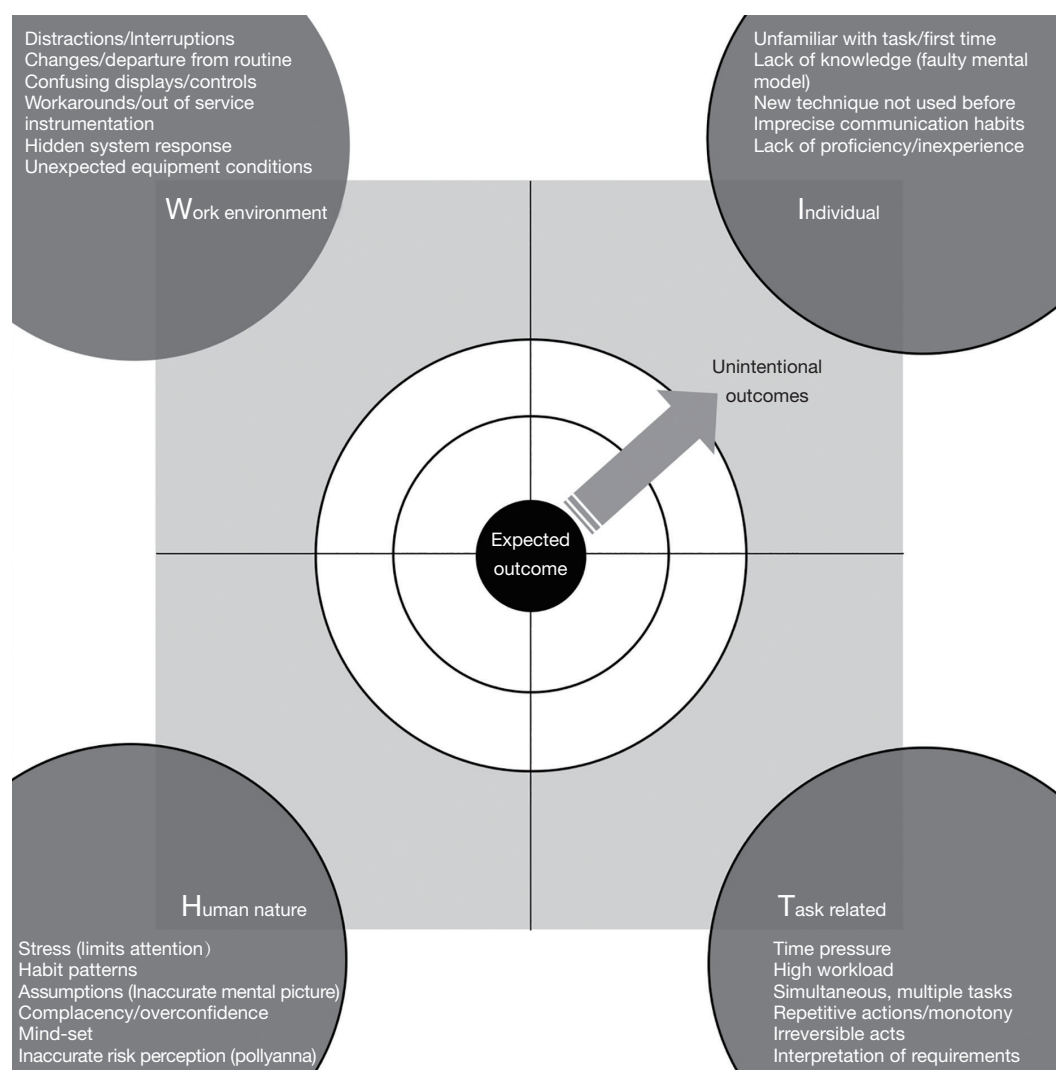 Distractions/Interruptions
Changes/departure from routine
Confusing displays/controls
Workarounds/out of service
instrumentation
Hidden system response
Unexpected equipment conditions
Work environment
Unfamiliar with task/first time
Lack of knowledge (faulty mental
model)
New technique not used before
Imprecise communication habits
Lack of proficiency/inexperience
Individual
Unintentional
outcomes
Expected
outcome
Human nature
Stress (limits attention）
Habit patterns
Assumptions (Inaccurate mental picture)
Complacency/overconfidence
Mind-set
Inaccurate risk perception (pollyanna)
Task related
Time pressure
High workload
Simultaneous, multiple tasks
Repetitive actions/monotony
Irreversible acts
Interpretation of requirements